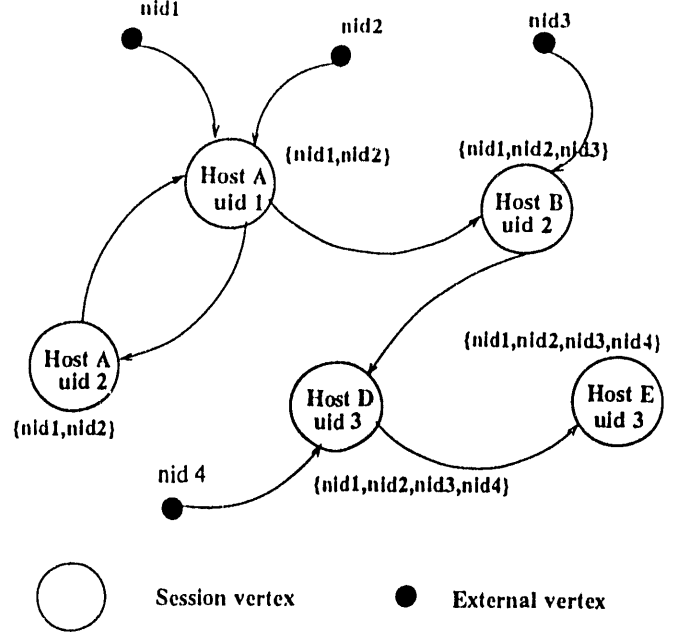 nid1
nid2
nid3
{nid1,nid2}
{nid1,nid2,nid3}
Host A
uid 1
Host B
uid 2
{nid1,nid2,nid3,nid4}
Host A
uid 2
Host D
uid 3
Host E
uid 3
{nid1,nid2}
nid 4
{nid1,nid2,nid3,nid4}
Session vertex
External vertex